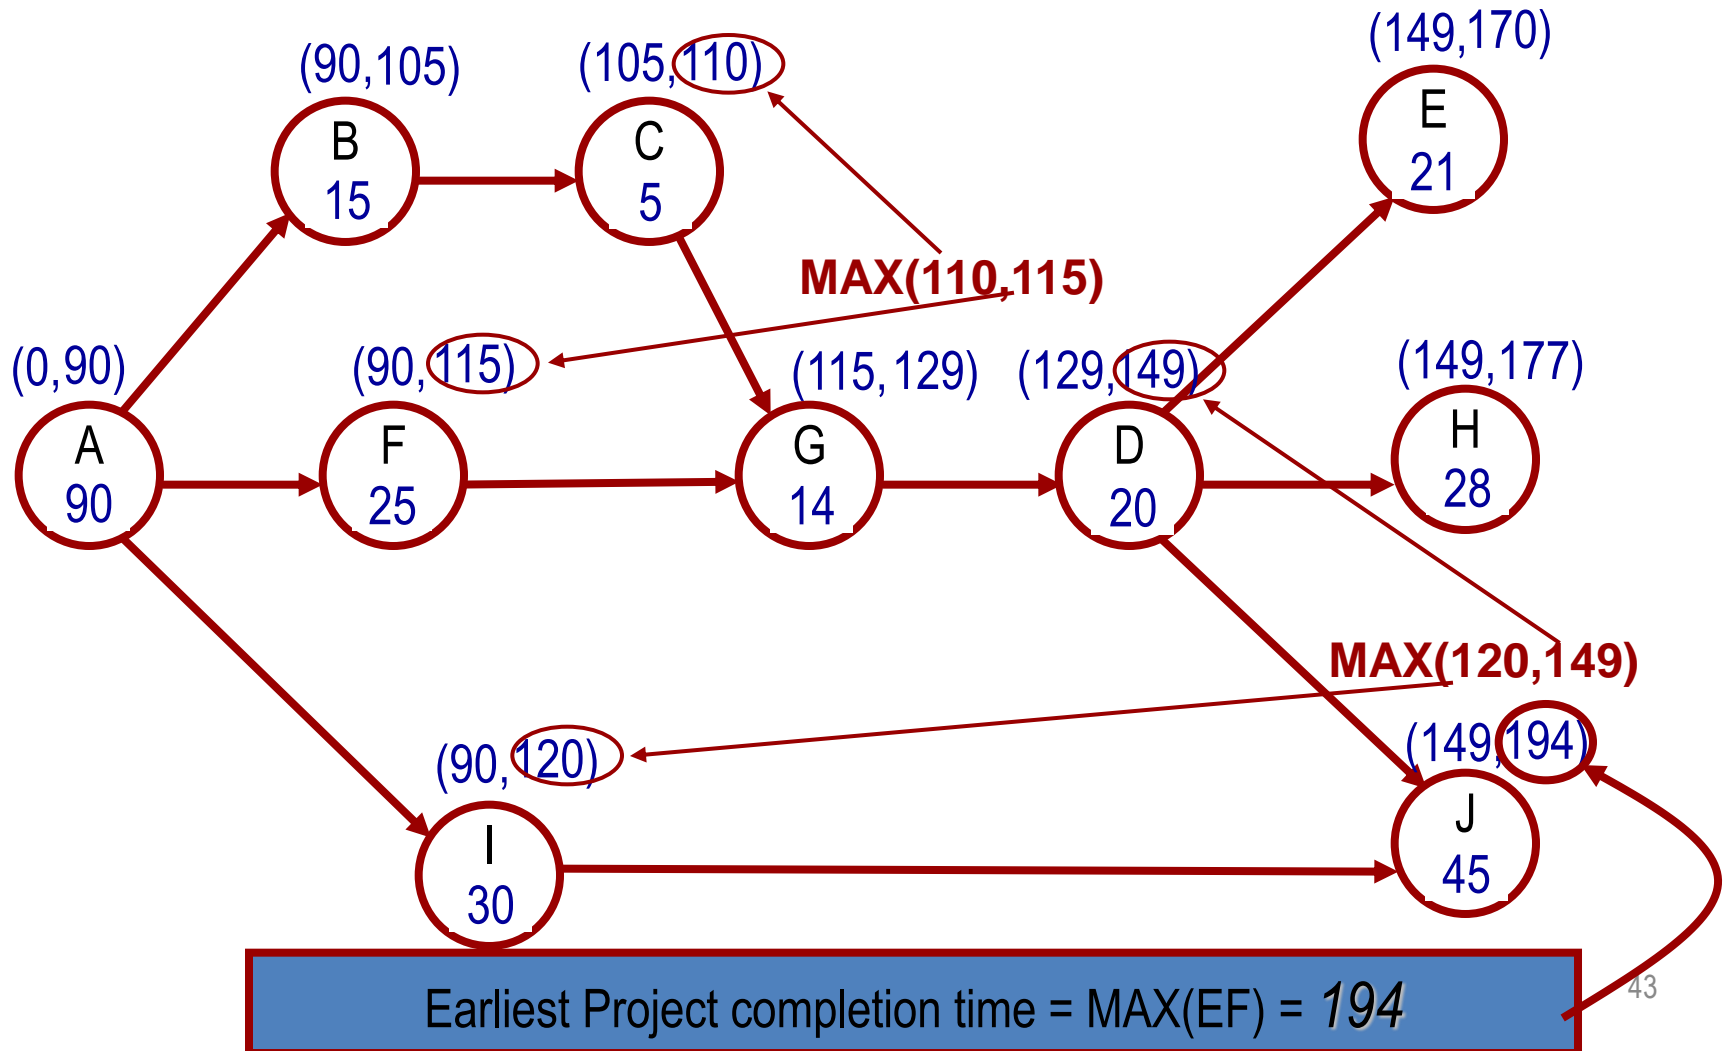 (149,170)
(90,105)
(105,110)
E
21
B
15
C
5
MAX(110,115)
(0,90)
(90,115)
(115,129)
(129,149)
(149,177)
A
90
F
25
G
14
D
20
H
28
MAX(120,149)
(90,120)
(149,194)
I
30
J
45
Earliest Project completion time = MAX(EF) = 194
43